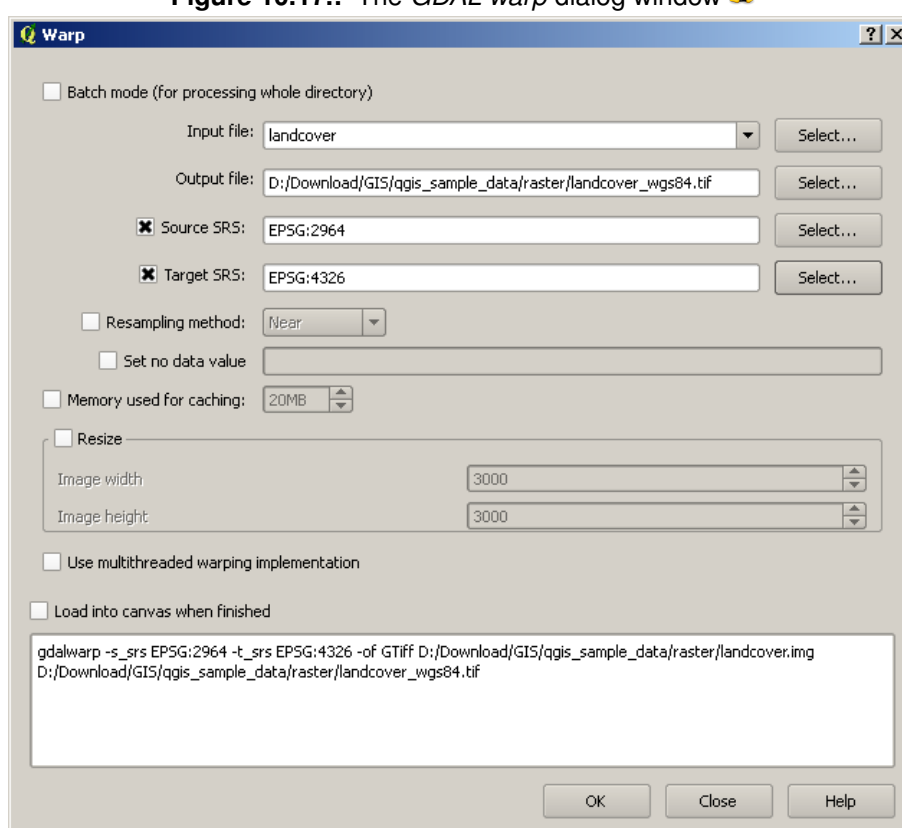 Figure 16.17.: The GDAL warp dialog window
Warp
Batch mode (for processing whole directory)
Input file: landcover Select...
Output file: D:/Download/GIS/qgis_sample_data/raster/landcover_wgs84.tif Select...
Source SRS: EPSG:2964 Select...
Target SRS: EPSG:4326 Select...
Resampling method: Near
Set no data value
Memory used for caching: 20MB
Resize
Image width 3000
Image height 3000
Use multithreaded warping implementation
Load into canvas when finished
gdalwarp -s_srs EPSG:2964 -t_srs EPSG:4326 -of GTiff D:/Download/GIS/qgis_sample_data/raster/landcover.img
D:/Download/GIS/qgis_sample_data/raster/landcover_wgs84.tif
OK Close Help